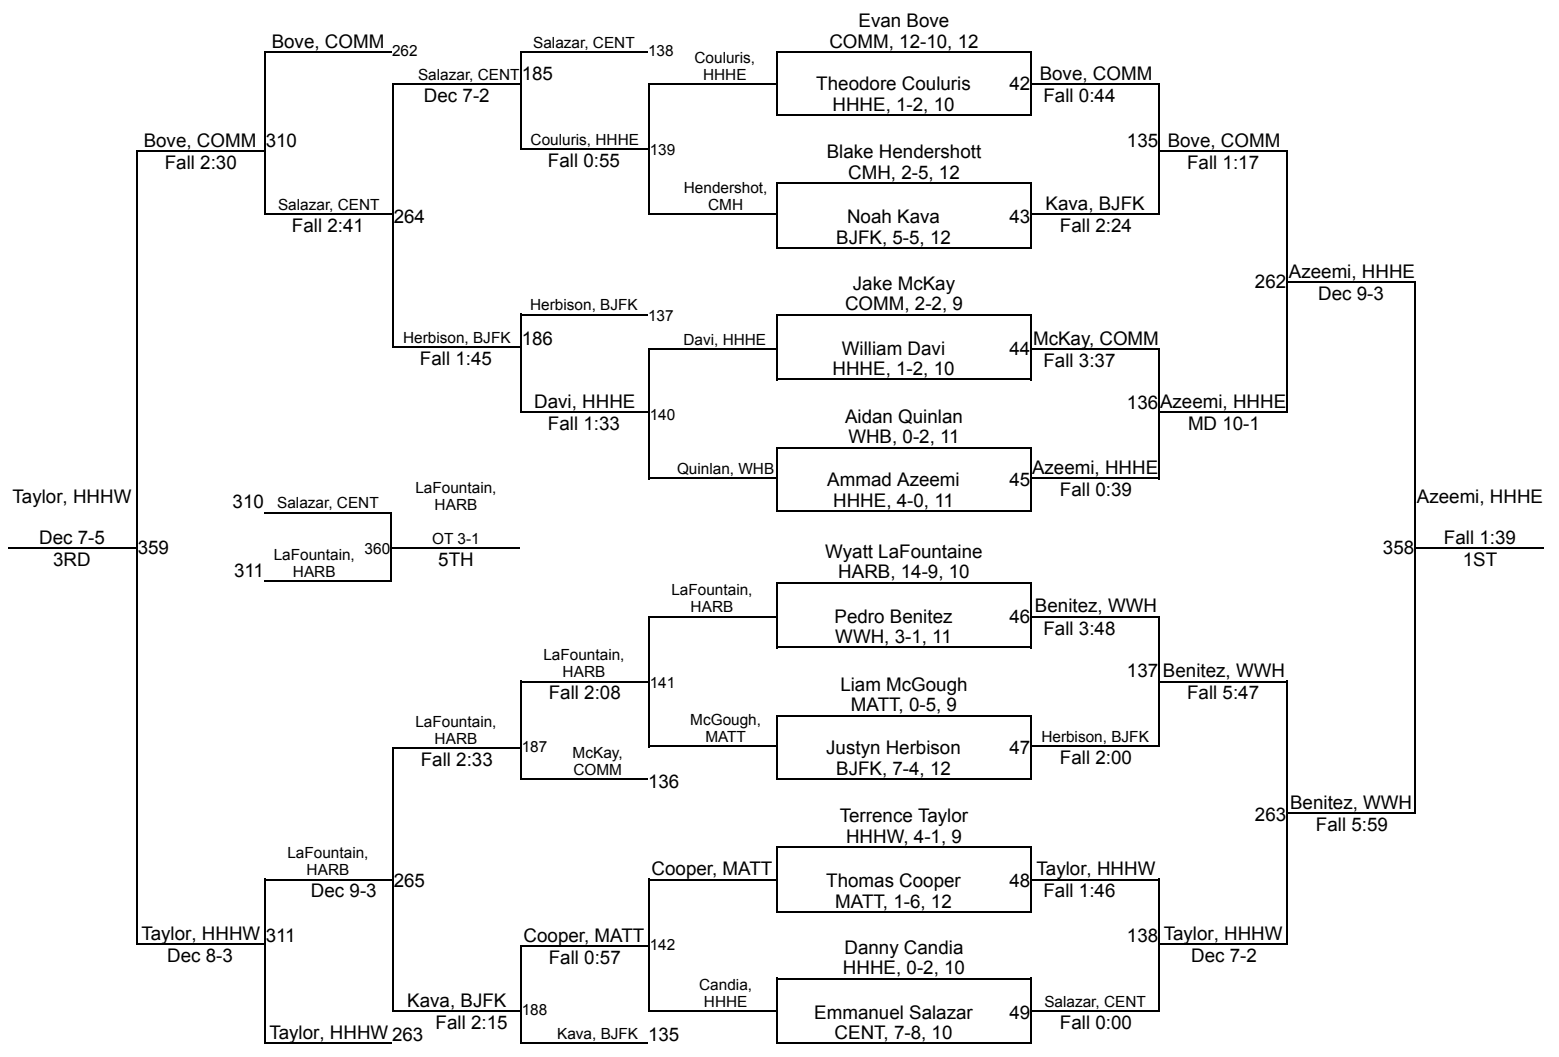 Evan Bove
COMM, 12-10, 12
Theodore Couluris
HHHE, 1-2, 10
42
Blake Hendershott
CMH, 2-5, 12
Noah Kava
BJFK, 5-5, 12
43
Jake McKay
COMM, 2-2, 9
William Davi
HHHE, 1-2, 10
44
Aidan Quinlan
WHB, 0-2, 11
Ammad Azeemi
HHHE, 4-0, 11
45
Wyatt LaFountaine
HARB, 14-9, 10
Pedro Benitez
WWH, 3-1, 11
46
Liam McGough
MATT, 0-5, 9
Justyn Herbison
BJFK, 7-4, 12
47
Terrence Taylor
HHHW, 4-1, 9
Thomas Cooper
MATT, 1-6, 12
48
Danny Candia
HHHE, 0-2, 10
Emmanuel Salazar
CENT, 7-8, 10
49
Bove, COMM
Fall 0:44
135
Kava, BJFK
Fall 2:24
McKay, COMM
Fall 3:37
136
Azeemi, HHHE
Fall 0:39
Benitez, WWH
Fall 3:48
137
Herbison, BJFK
Fall 2:00
Taylor, HHHW
Fall 1:46
138
Salazar, CENT
Fall 0:00
Bove, COMM
Fall 1:17
262
Azeemi, HHHE
MD 10-1
Benitez, WWH
Fall 5:47
263
Taylor, HHHW
Dec 7-2
Azeemi, HHHE
Dec 9-3
358
Benitez, WWH
Fall 5:59
Azeemi, HHHE
Fall 1:39
1ST
Couluris,
HHHE
139
Hendershot,
CMH
Davi, HHHE
140
Quinlan, WHB
LaFountain,
HARB
141
McGough,
MATT
Cooper, MATT
142
Candia,
HHHE
Salazar, CENT
138
185
Couluris, HHHE
Fall 0:55
Herbison, BJFK
137
186
Davi, HHHE
Fall 1:33
LaFountain,
HARB
Fall 2:08
187
McKay,
COMM
136
Cooper, MATT
Fall 0:57
188
Kava, BJFK
135
Salazar, CENT
Dec 7-2
264
Herbison, BJFK
Fall 1:45
LaFountain,
HARB
Fall 2:33
265
Kava, BJFK
Fall 2:15
Bove, COMM
262
310
Salazar, CENT
Fall 2:41
LaFountain,
HARB
Dec 9-3
311
Taylor, HHHW
263
Bove, COMM
Fall 2:30
359
Taylor, HHHW
Dec 8-3
Taylor, HHHW
Dec 7-5
3RD
310
Salazar, CENT
360
311
LaFountain,
HARB
LaFountain,
HARB
OT 3-1
5TH